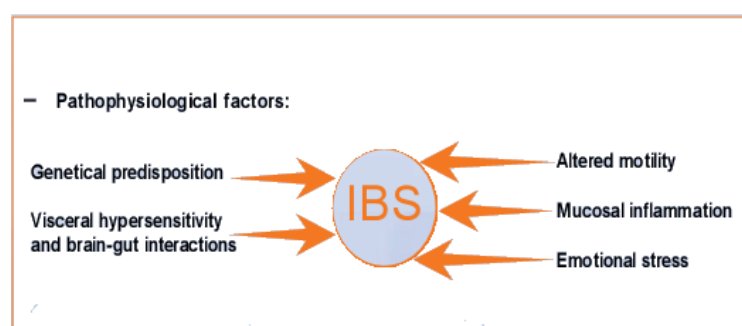 – Pathophysiological factors:
Genetical predisposition
Visceral hypersensitivity
and brain-gut interactions
IBS
Altered motility
Mucosal inflammation
Emotional stress